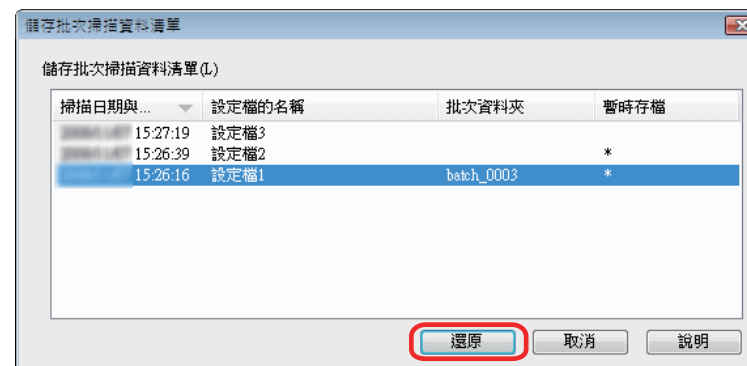 儲存批次掃描資料清單
儲存批次掃描資料清單(L)
掃描日期與... 設定檔的名稱 批次資料夾 暫時存檔
15:27:19 設定檔3
15:26:39 設定檔2 *
15:26:16 設定檔1 batch_0003 *
還原 取消 說明